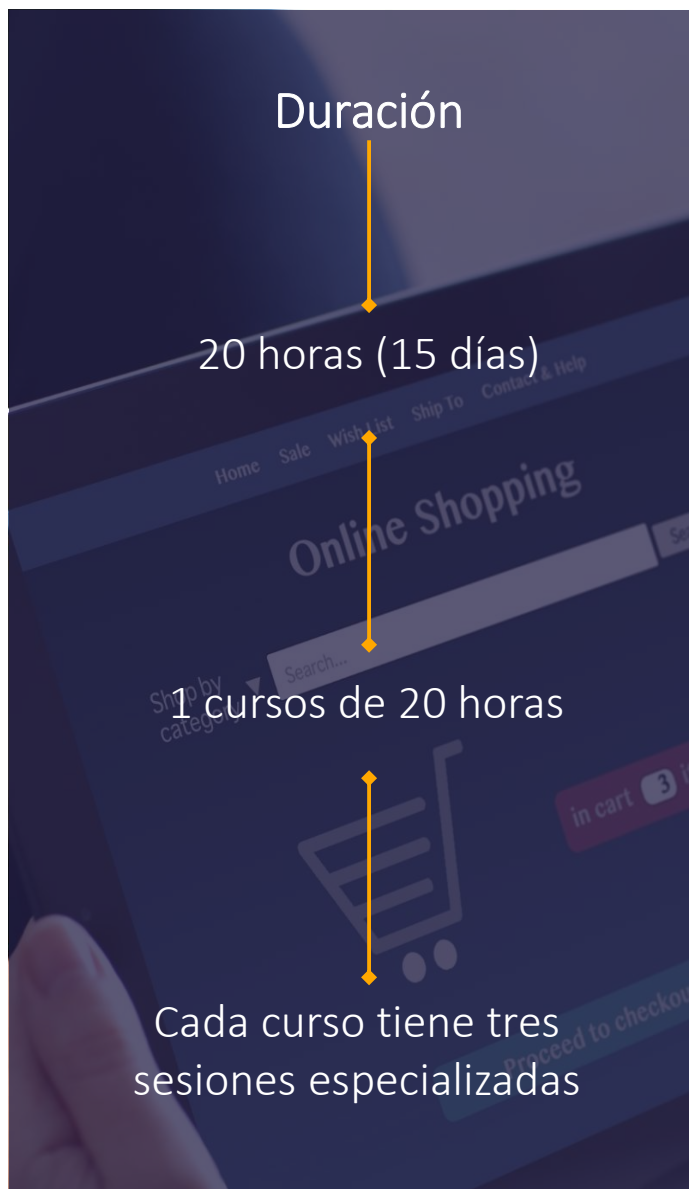 Duración
20 horas (15 días)
Home Sale Wish List Ship To Contact & Help
Online Shopping
Search...
Shop by
category
1 cursos de 20 horas
in cart 3
Cada curso tiene tres
Proceed to checkout
sesiones especializadas